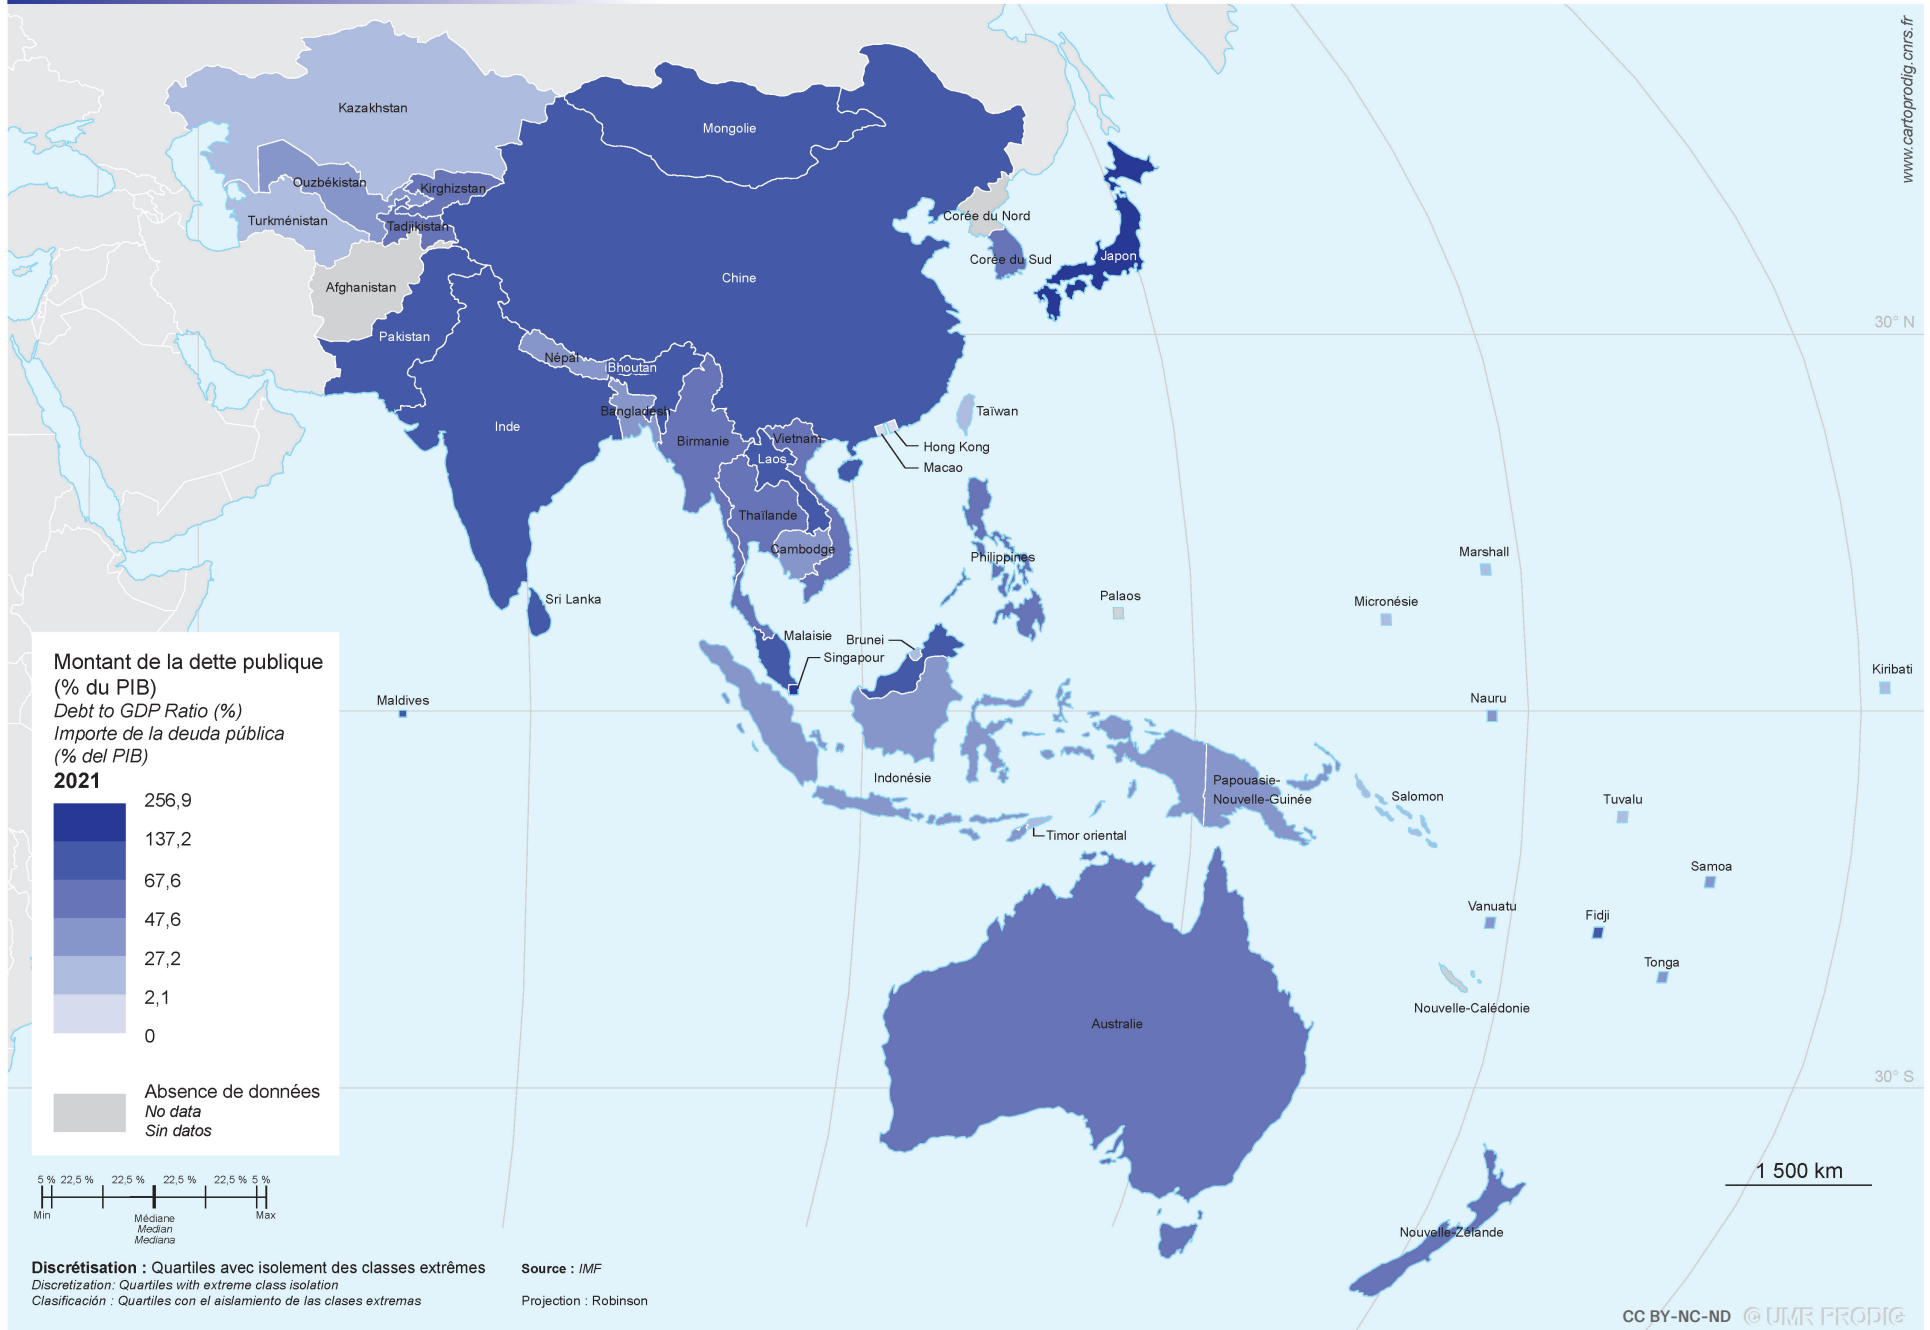 www.cartoprodig.cnrs.fr
Kazakhstan
Mongolie
Ouzbékistan
Kirghizstan
Turkménistan
Tadjikistan
Corée du Nord
Corée du Sud
Japon
Chine
Afghanistan
30° N
Pakistan
Népal
Bhoutan
Bangladesh
Taïwan
Inde
Birmanie
Vietnam
Hong Kong
Laos
Macao
Thaïlande
Cambodge
Philippines
Marshall
Palaos
Micronésie
Sri Lanka
Malaisie
Brunei
Singapour
Kiribati
Maldives
Nauru
Indonésie
Papouasie-
Nouvelle-Guinée
Salomon
Tuvalu
Timor oriental
Samoa
Vanuatu
Fidji
Tonga
Nouvelle-Calédonie
Australie
30° S
Nouvelle-Zélande
1 500 km
Montant de la dette publique
(% du PIB)
Debt to GDP Ratio (%)
Importe de la deuda pública
(% del PIB)
2021
256,9
137,2
67,6
47,6
27,2
2,1
0
Absence de données
No data
Sin datos
5 % 22,5 % 22,5 % 22,5 % 22,5 % 5 %
Min
Médiane
Median
Mediana
Max
Discrétisation : Quartiles avec isolement des classes extrêmes
Discretization: Quartiles with extreme class isolation
Clasificación : Quartiles con el aislamiento de las clases extremas
Source : IMF
Projection : Robinson
CC BY-NC-ND © UMR PRODIG